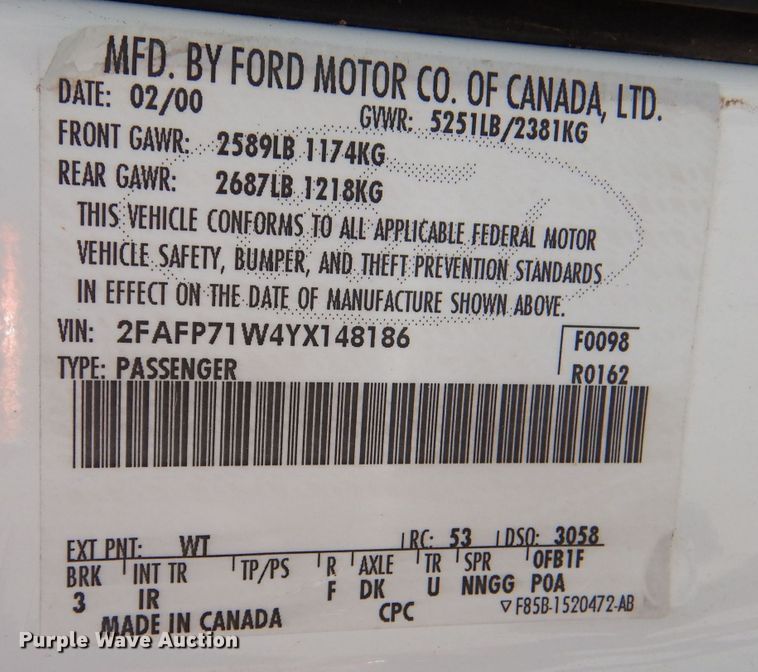 MFD. BY FORD MOTOR CO. OF CANADA, LTD.
DATE: 02/00 GVWR: 5251LB/2381KG
FRONT GAWR: 2589LB 1174KG
REAR GAWR: 2687LB 1218KG
THIS VEHICLE CONFORMS TO ALL APPLICABLE FEDERAL MOTOR
VEHICLE SAFETY, BUMPER, AND THEFT PREVENTION STANDARDS
IN EFFECT ON THE DATE OF MANUFACTURE SHOWN ABOVE.
VIN: 2FAFP71W4YX148186 F0098
TYPE: PASSENGER R0162
EXT PNT: WT RC: 53 DSO: 3058
BRK INT TR TP/PS R AXLE TR SPR 0FB1F
3 IR F DK U NNGG P0A
MADE IN CANADA CPC ▽F85B-1520472-AB
Purple Wave Auction